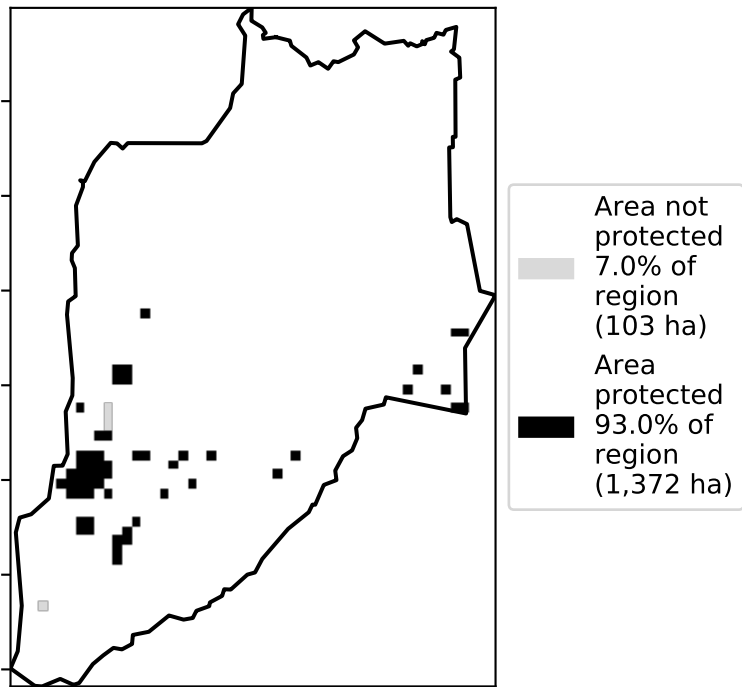 Area not
protected
7.0% of
region
(103 ha)
Area
protected
93.0% of
region
(1,372 ha)